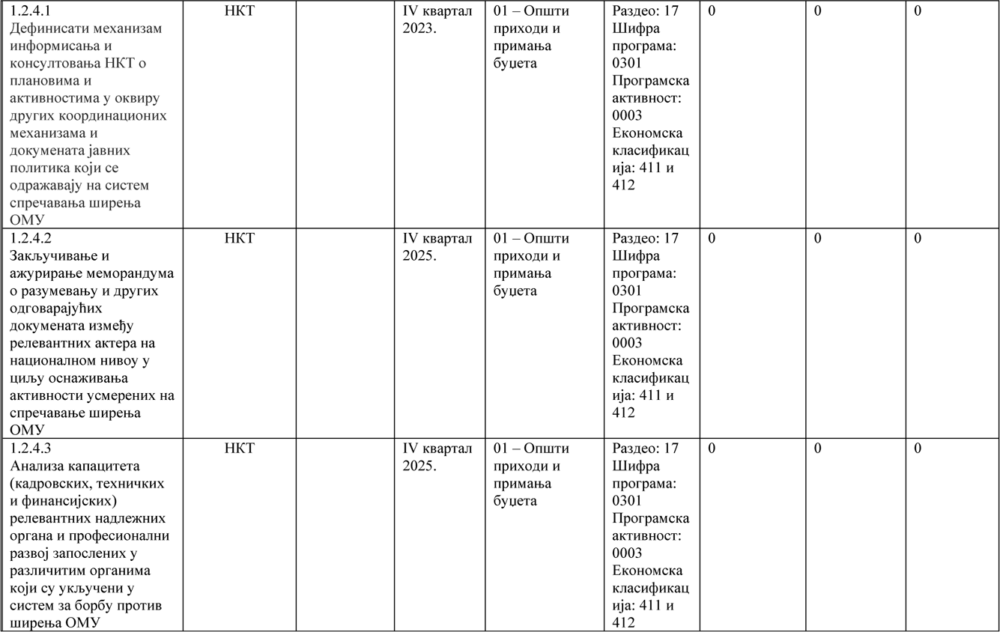 1.2.4.1
Дефинисати механизам
информисања и
консултовања НКТ о
плановима и
активностима у оквиру
других координационих
механизама и
докумената јавних
политика који се
одражавају на систем
спречавања ширења
ОМУ
НКТ
IV квартал
2023.
01 – Општи
приходи и
примања
буџета
Раздео: 17
Шифра
програма:
0301
Програмска
активност:
0003
Економска
класификац
ија: 411 и
412
0
0
0
1.2.4.2
Закључивање и
ажурирање меморандума
о разумевању и других
одговарајућих
докумената између
релевантних актера на
националном нивоу у
циљу оснаживања
активности усмерених на
спречавање ширења
ОМУ
НКТ
IV квартал
2025.
01 – Општи
приходи и
примања
буџета
Раздео: 17
Шифра
програма:
0301
Програмска
активност:
0003
Економска
класификац
ија: 411 и
412
0
0
0
1.2.4.3
Анализа капацитета
(кадровских, техничких
и финансијских)
релевантних надлежних
органа и професионални
развој запослених у
различитим органима
који су укључени у
систем за борбу против
ширења ОМУ
НКТ
IV квартал
2025.
01 – Општи
приходи и
примања
буџета
Раздео: 17
Шифра
програма:
0301
Програмска
активност:
0003
Економска
класификац
ија: 411 и
412
0
0
0